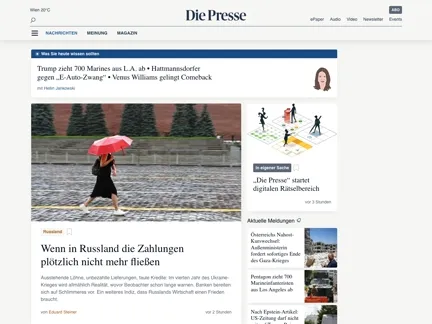 Wien 20°C
Die Presse
ABO
ePaper Audio Video Newsletter Events
NACHRICHTEN MEINUNG MAGAZIN
Was Sie heute wissen sollten
Trump zieht 700 Marines aus L.A. ab • Hattmannsdorfer
gegen „E-Auto-Zwang“ • Venus Williams gelingt Comeback
mit Hellin Jankowski
In eigener Sache
„Die Presse“ startet
digitalen Rätselbereich
vor 2 Stunden
Russland
Wenn in Russland die Zahlungen
plötzlich nicht mehr fließen
Ausstehende Löhne, unbezahlte Lieferungen, faule Kredite: Im vierten Jahr des Ukraine-
Krieges wird allmählich Realität, wovor Beobachter schon lange warnen. Banken bereiten
sich auf Schlimmeres vor. Ein weiteres Indiz, dass Russlands Wirtschaft einen Frieden
braucht.
von Eduard Steiner
vor 2 Stunden
Aktuelle Meldungen
Österreichs Nahost-
Kurswechsel:
Außenministerin
fordert sofortiges Ende
des Gaza-Krieges
Pentagon zieht 700
Marineinfanteristen
aus Los Angeles ab
Nach Epstein-Artikel:
US-Zeitung darf nicht